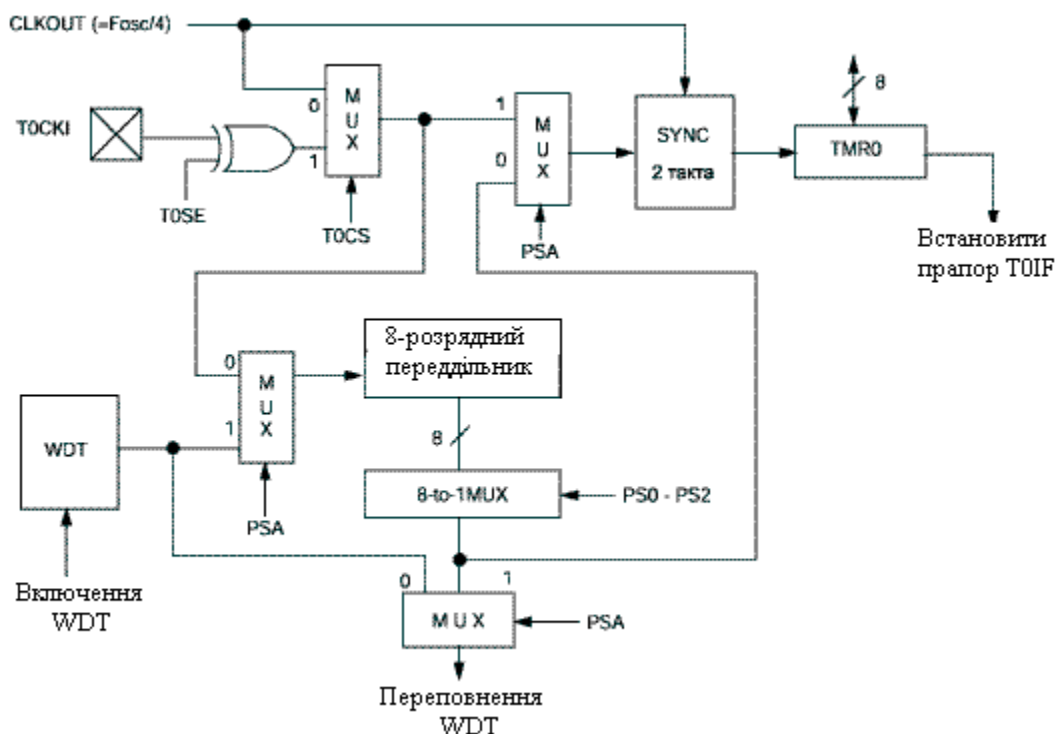 CLKOUT (=Fosc/4)
T0CKI
T0SE
0
1
M
U
X
T0CS
1
0
M
U
X
PSA
SYNC
2 такта
8
TMR0
Встановити
прапор T0IF
WDT
Включення
WDT
0
1
M
U
X
PSA
8-розрядний
переддільник
8
8-to-1MUX
PS0 - PS2
0
1
M U X
PSA
Переповнення
WDT